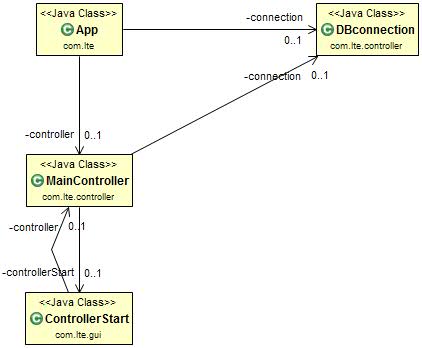 <<Java Class>>
App
com.lte
<<Java Class>>
DBconnection
com.lte.controller
-connection
0..1
-connection
0..1
-controller
0..1
<<Java Class>>
MainController
com.lte.controller
-controller
0..1
-controllerStart
0..1
<<Java Class>>
ControllerStart
com.lte.gui